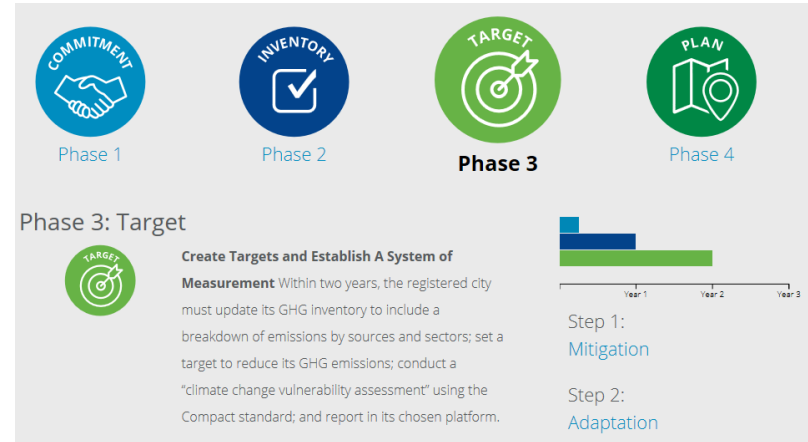 COMMITMENT
INVENTORY
TARGET
PLAN
Phase 1
Phase 2
Phase 3
Phase 4
Phase 3: Target
TARGET
Create Targets and Establish A System of
Measurement Within two years, the registered city
must update its GHG inventory to include a
breakdown of emissions by sources and sectors; set a
target to reduce its GHG emissions; conduct a
“climate change vulnerability assessment” using the
Compact standard; and report in its chosen platform.
Year 1
Year 2
Year 3
Step 1:
Mitigation
Step 2:
Adaptation